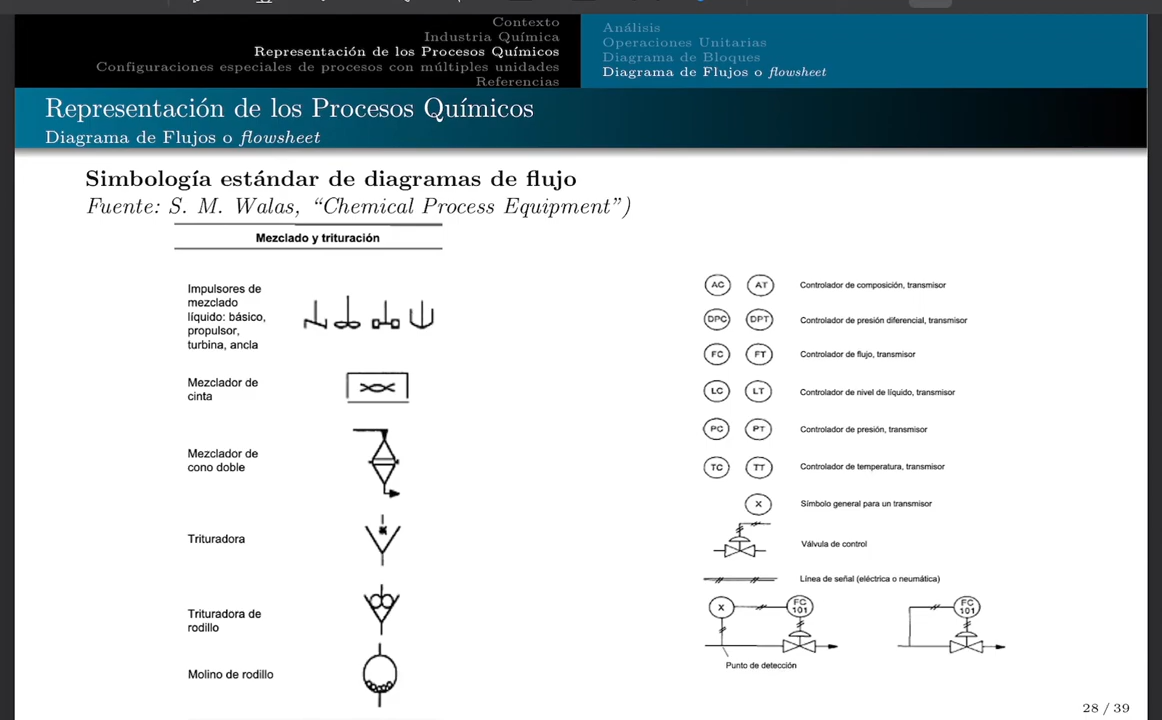 Contexto
Industria Química
Representación de los Procesos Químicos
Configuraciones especiales de procesos con múltiples unidades
Referencias
Análisis
Operaciones Unitarias
Diagrama de Bloques
Diagrama de Flujos o flowsheet
Representación de los Procesos Químicos
Diagrama de Flujos o flowsheet
Simbología estándar de diagramas de flujo
Fuente: S. M. Walas, “Chemical Process Equipment”)
Mezclado y trituración
Impulsores de
mezclado
líquido: básico,
propulsor,
turbina, ancla
Mezclador de
cinta
Mezclador de
cono doble
Trituradora
Trituradora de
rodillo
Molino de rodillo
AC AT Controlador de composición, transmisor
DPC DPT Controlador de presión diferencial, transmisor
FC FT Controlador de flujo, transmisor
LC LT Controlador de nivel de líquido, transmisor
PC PT Controlador de presión, transmisor
TC TT Controlador de temperatura, transmisor
X Símbolo general para un transmisor
Válvula de control
Línea de señal (eléctrica o neumática)
X
FC
101
FC
101
Punto de detección
28 / 39